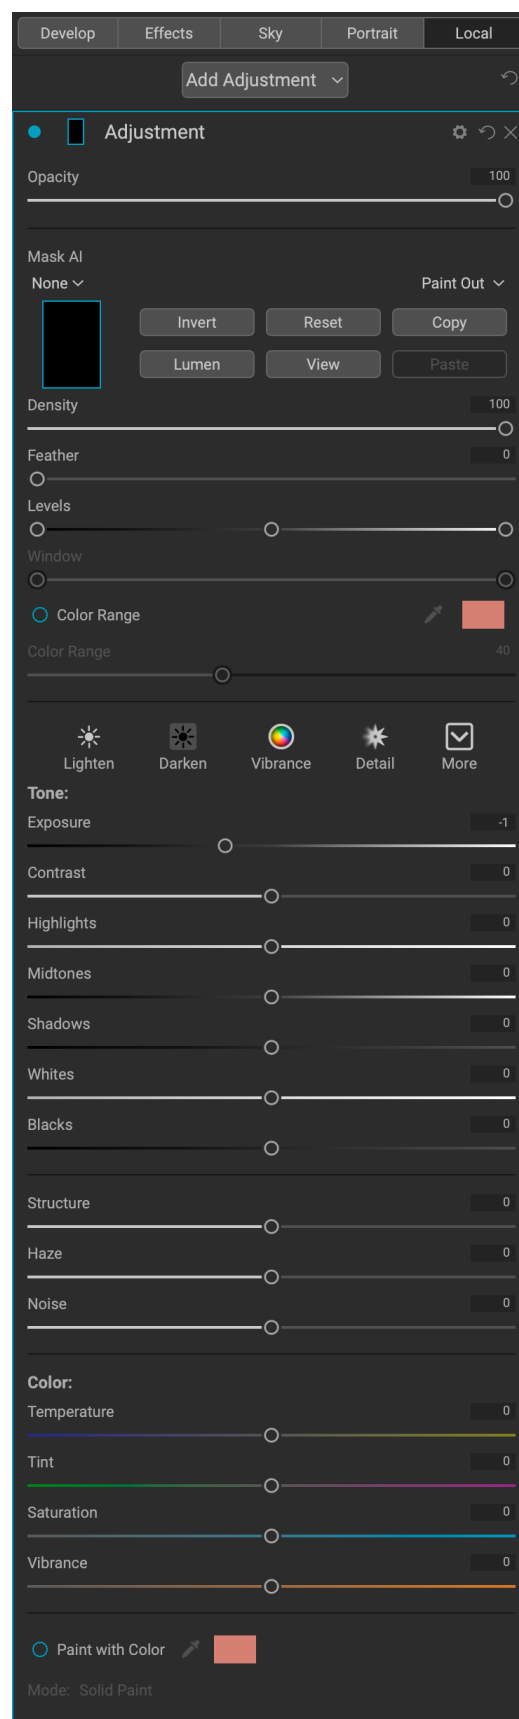 Develop Effects Sky Portrait Local
Add Adjustment
Adjustment
Opacity 100
Mask AI
None Paint Out
Invert Reset Copy
Lumen View Paste
Density 100
Feather 0
Levels
Window
Color Range
Color Range 40
Lighten Darken Vibrance Detail More
Tone:
Exposure -1
Contrast 0
Highlights 0
Midtones 0
Shadows 0
Whites 0
Blacks 0
Structure 0
Haze 0
Noise 0
Color:
Temperature 0
Tint 0
Saturation 0
Vibrance 0
Paint with Color
Mode: Solid Paint